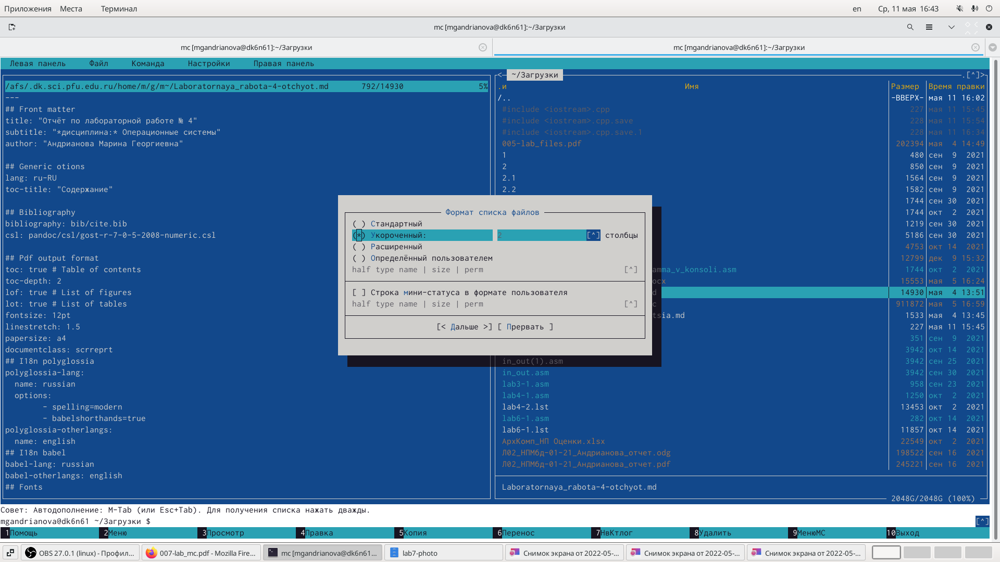 Приложения Места Терминал en Ср, 11 мая 16:43
mc [mgandrianova@dk6n61]:~/Загрузки
mc [mgandrianova@dk6n61]:~/Загрузки mc [mgandrianova@dk6n61]:~/Загрузки
Левая панель Файл Команда Настройки Правая панель
/afs/.dk.sci.pfu.edu.ru/home/m/g/m~/Laboratornaya_rabota-4-otchyot.md 792/14930 5%
---
## Front matter
title: "Отчёт по лабораторной работе № 4"
subtitle: "*дисциплина:* Операционные системы"
author: "Андрианова Марина Георгиевна"
## Generic otions
lang: ru-RU
toc-title: "Содержание"
## Bibliography
bibliography: bib/cite.bib
csl: pandoc/csl/gost-r-7-0-5-2008-numeric.csl
## Pdf output format
toc: true # Table of contents
toc-depth: 2
lof: true # List of figures
lot: true # List of tables
fontsize: 12pt
linestretch: 1.5
papersize: a4
documentclass: scrreprt
## I18n polyglossia
polyglossia-lang:
name: russian
options:
- spelling=modern
- babelshorthands=true
polyglossia-otherlangs:
name: english
## I18n babel
babel-lang: russian
babel-otherlangs: english
## Fonts
<- ~/Загрузки .[^]>
.и Имя Размер Время правки
/.. -ВВЕРХ- мая 11 16:02
#include <iostream>.cpp 227 мая 11 15:45
#include <iostream>.cpp.save 228 мая 11 15:54
#include <iostream>.cpp.save.1 228 мая 11 16:34
005-lab_files.pdf 202394 мая 4 14:49
1 480 сен 9 2021
2 850 сен 9 2021
2.1 1564 сен 9 2021
2.2 1582 сен 9 2021
1744 сен 30 2021
1744 окт 2 2021
1219 сен 30 2021
5186 сен 30 2021
4753 окт 14 2021
12799 дек 9 15:32
amma_v_konsoli.asm 1744 окт 2 2021
ocx 15553 мая 5 16:24
d 14930 мая 4 13:51
c 911872 мая 5 16:59
tsia.md 1533 мая 4 13:45
227 мая 11 15:45
351 сен 9 2021
3942 окт 14 2021
in_out(1).asm 3942 сен 25 2021
in_out.asm 3942 сен 30 2021
lab3-1.asm 958 сен 23 2021
lab4-1.asm 1250 окт 2 2021
lab4-2.lst 13453 окт 2 2021
lab6-1.asm 282 окт 14 2021
lab6-1.lst 11857 окт 14 2021
АрхКомп_НП Оценки.xlsx 22549 окт 2 2021
Л02_НПМбд-01-21_Андрианова_отчет.odg 198522 сен 16 2021
Л02_НПМбд-01-21_Андрианова_отчет.pdf 245221 сен 16 2021
Laboratornaya_rabota-4-otchyot.md
2048G/2048G (100%)
Формат списка файлов
( ) Стандартный
(*) Укороченный: 2 [^] столбцы
( ) Расширенный
( ) Определённый пользователем
half type name | size | perm [^]
[ ] Строка мини-статуса в формате пользователя
half type name | size | perm [^]
[< Дальше >] [ Прервать ]
Совет: Автодополнение: M-Tab (или Esc+Tab). Для получения списка нажать дважды.
mgandrianova@dk6n61 ~/Загрузки $ [^]
1Помощь 2Меню 3Просмотр 4Правка 5Копия 6Перенос 7НвКтлог 8Удалить 9МенюМС 10Выход
OBS 27.0.1 (linux) - Профил... 007-lab_mc.pdf - Mozilla Fire... mc [mgandrianova@dk6n61... lab7-photo Снимок экрана от 2022-05-... Снимок экрана от 2022-05-... Снимок экрана от 2022-05-...